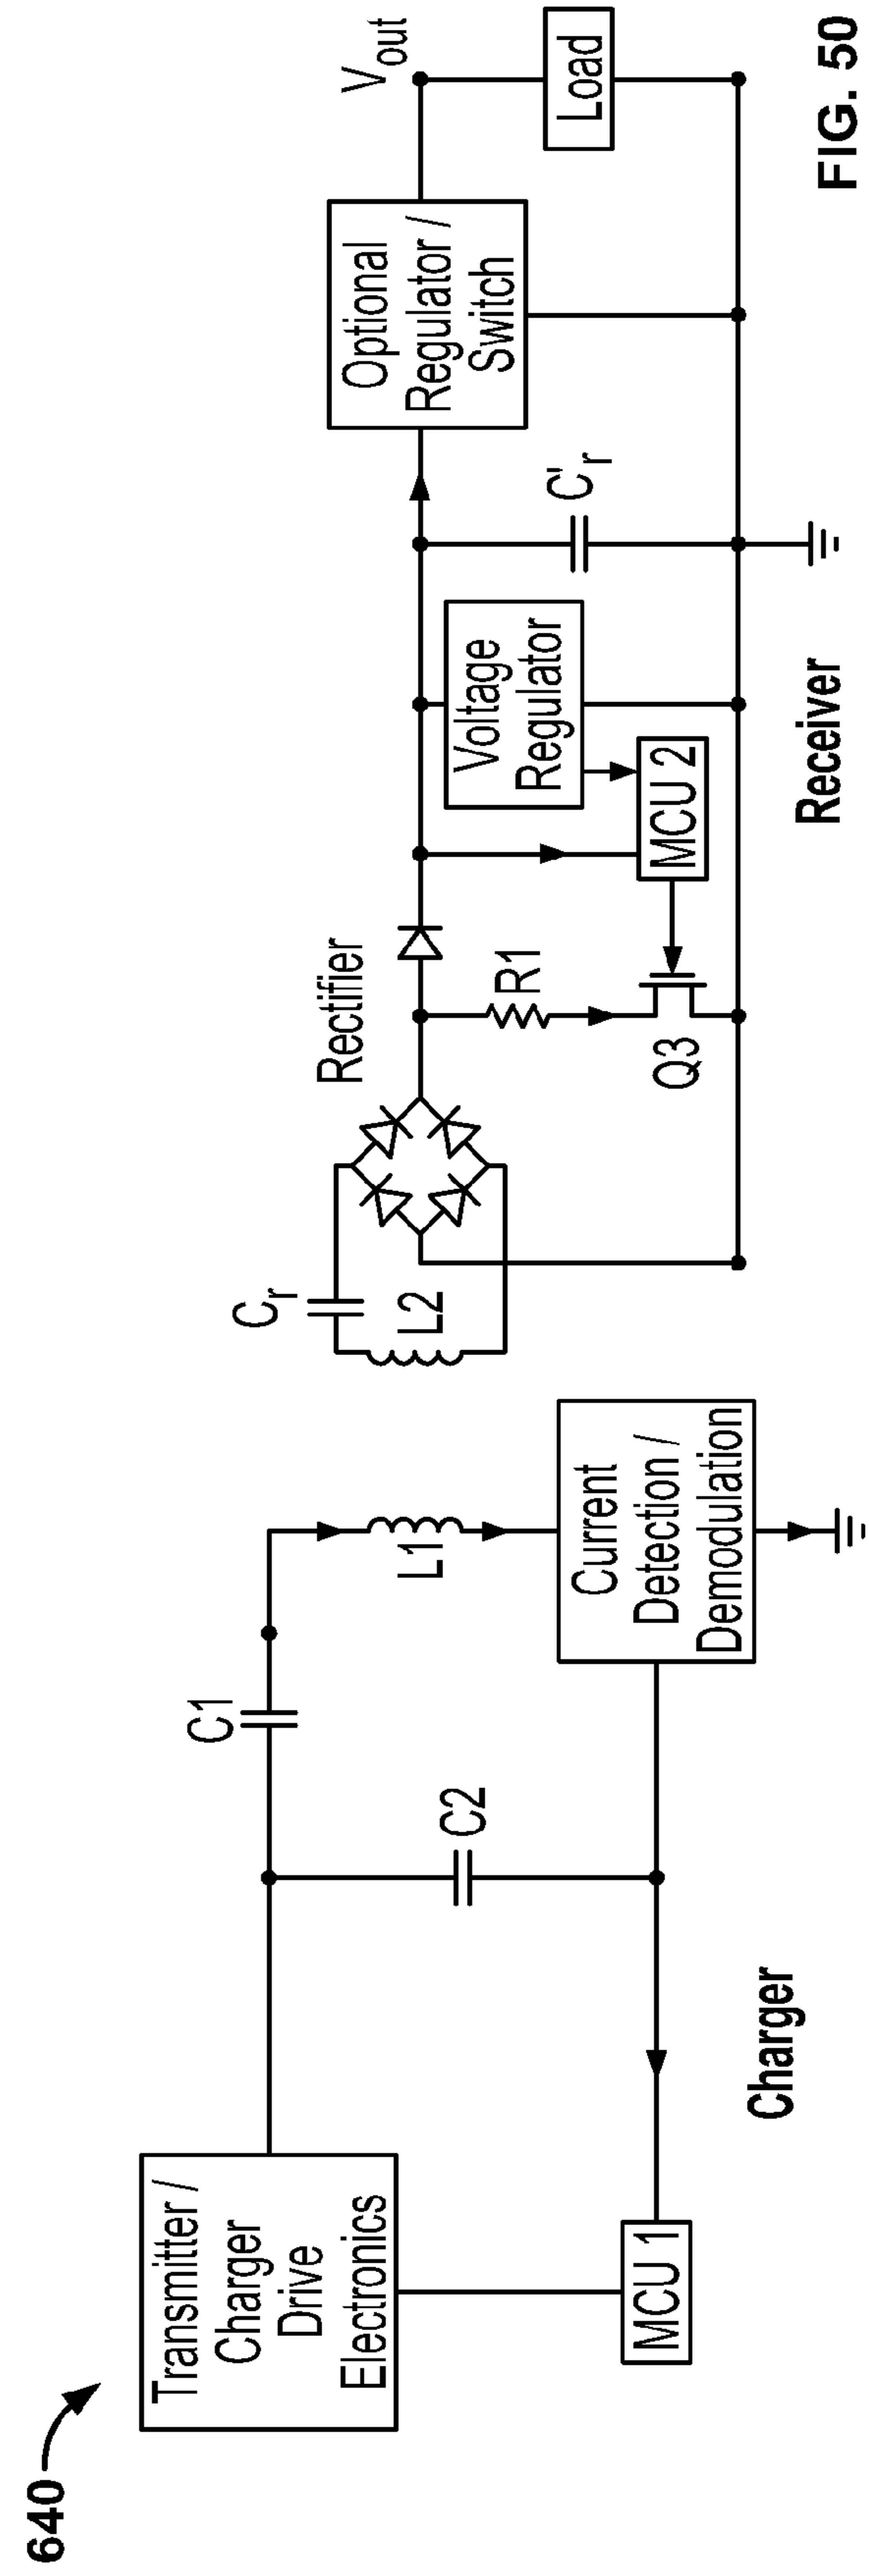 640
Transmitter /
Charger
Drive
Electronics
MCU 1
C2
C1
L1
Current
Detection /
Demodulation
Charger
Cr
L2
Rectifier
R1
Q3
MCU 2
Voltage
Regulator
C'r
Optional
Regulator /
Switch
Vout
Load
Receiver
FIG. 50